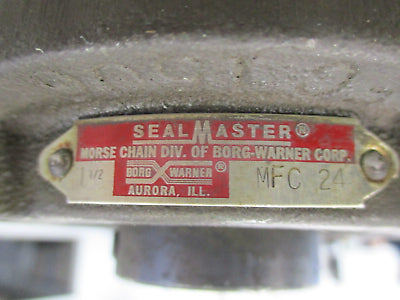 SEALMASTER®
MORSE CHAIN DIV. OF BORG-WARNER CORP.
1 1/2 BORG WARNER ® MFC 24
AURORA, ILL.